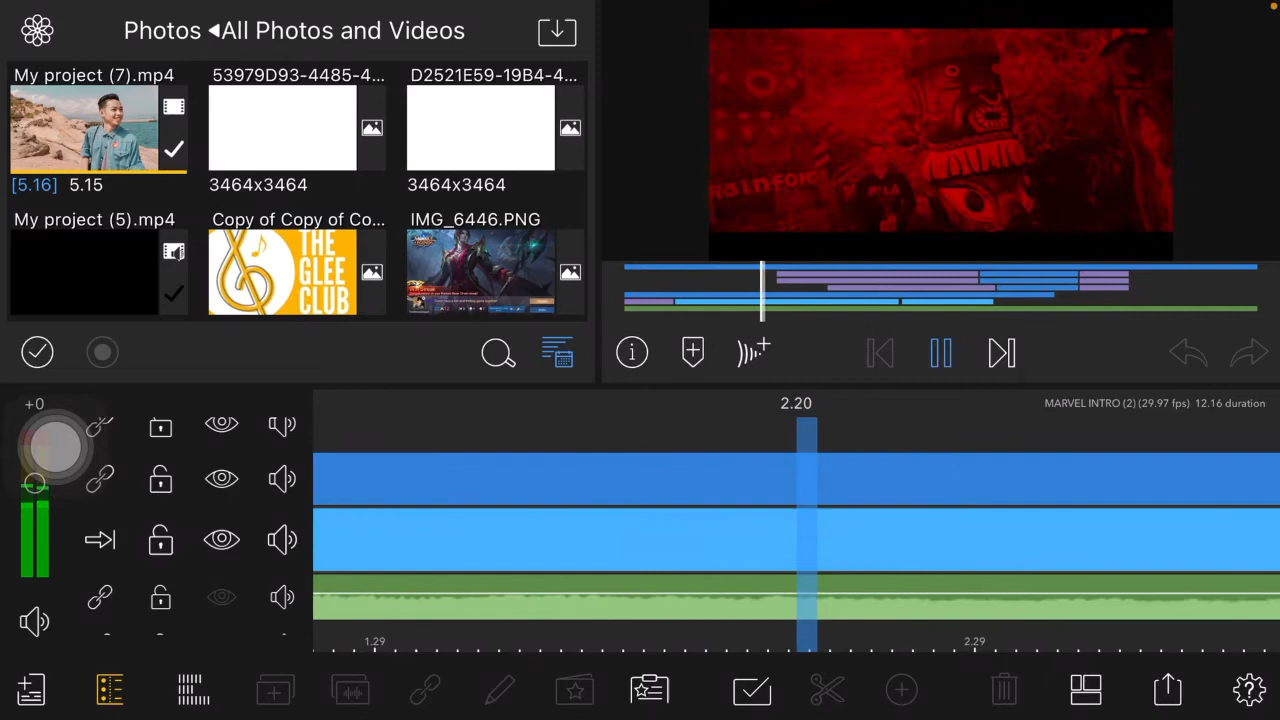 Photos ◀All Photos and Videos
My project (7).mp4
53979D93-4485-4...
D2521E59-19B4-4...
[5.16] 5.15
3464x3464
3464x3464
My project (5).mp4
Copy of Copy of Co...
IMG_6446.PNG
THE
GLEE
CLUB
+0
2.20
MARVEL INTRO (2) (29.97 fps) 12.16 duration
1.29
2.29